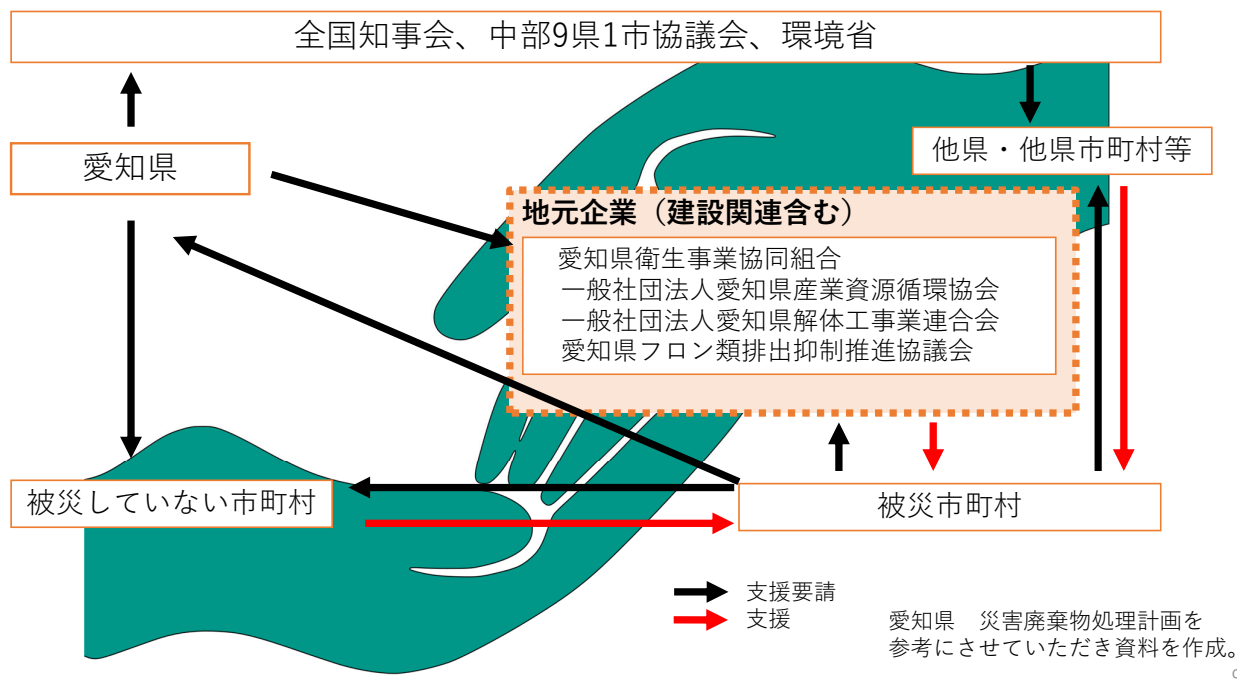 全国知事会、中部9県1市協議会、環境省
愛知県
他県・他県市町村等
地元企業（建設関連含む）
愛知県衛生事業協同組合
一般社団法人愛知県産業資源循環協会
一般社団法人愛知県解体工事業連合会
愛知県フロン類排出抑制推進協議会
被災していない市町村
被災市町村
支援要請
支援
愛知県　災害廃棄物処理計画を
参考にさせていただき資料を作成。